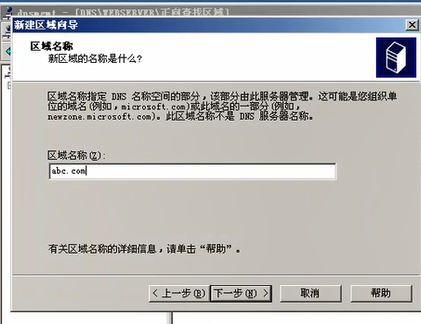 dnsmgmt - [DNS\WEBSERVER\正向查找区域]
新建区域向导
区域名称
新区域的名称是什么?
区域名称指定 DNS 名称空间的部分，该部分由此服务器管理。这可能是您组织单
位的域名(例如，microsoft.com)或此域名的一部分(例如，
newzone.microsoft.com)。此区域名称不是 DNS 服务器名称。
区域名称(Z):
abc.com
有关区域名称的详细信息，请单击“帮助”。
< 上一步(B)
下一步(N) >
取消
帮助